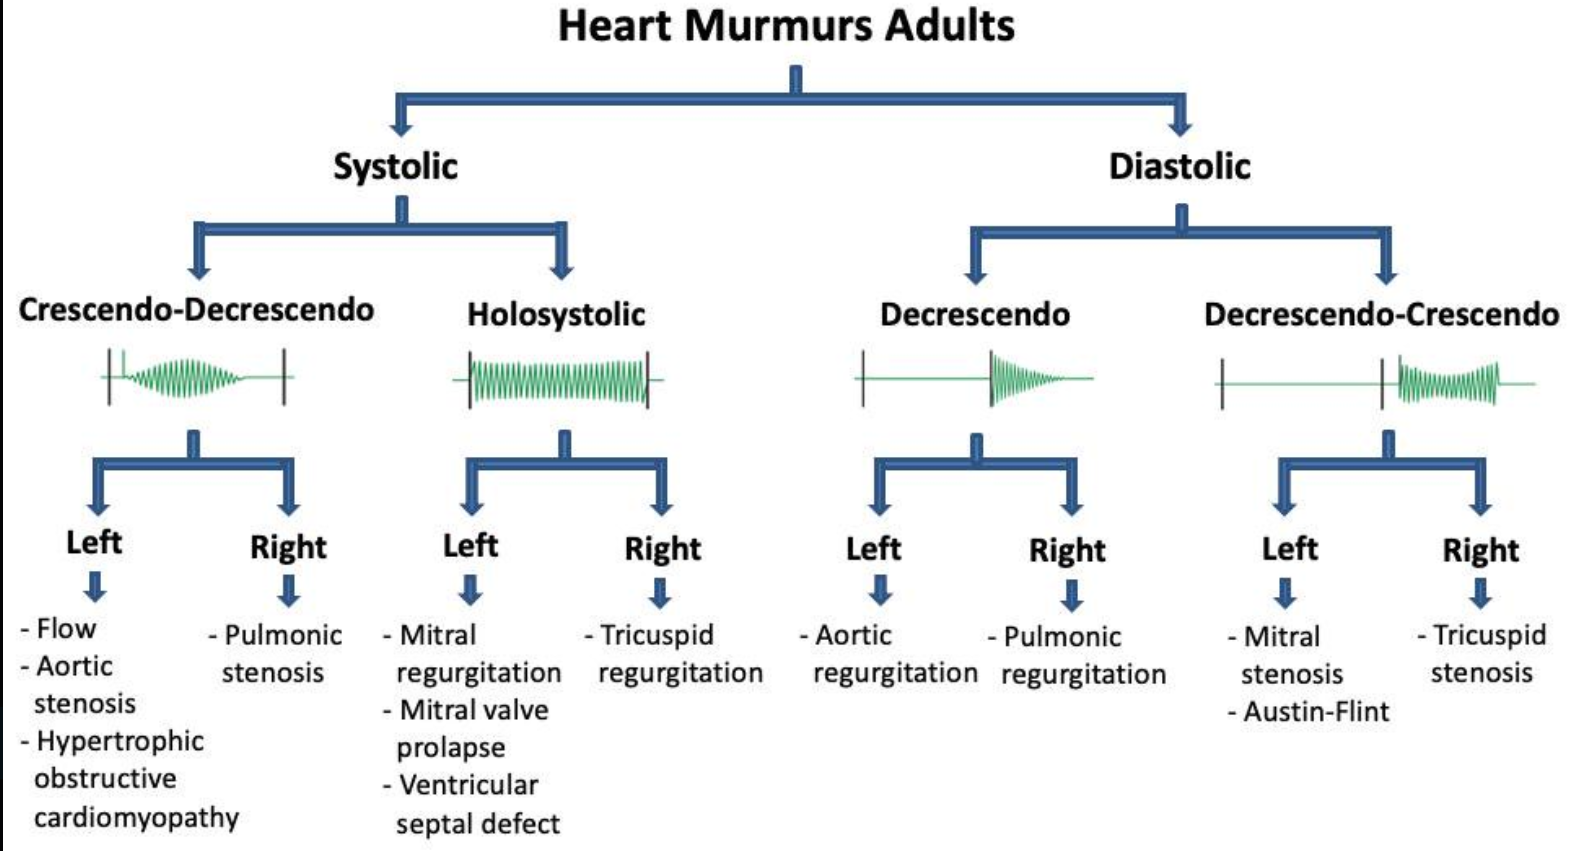 Heart Murmurs Adults
Systolic
Diastolic
Crescendo-Decrescendo
Holosystolic
Decrescendo
Decrescendo-Crescendo
Left
Right
Left
Right
Left
Right
Left
Right
- Flow
- Aortic
stenosis
- Hypertrophic
obstructive
cardiomyopathy
- Pulmonic
stenosis
- Mitral
regurgitation
- Mitral valve
prolapse
- Ventricular
septal defect
- Tricuspid
regurgitation
- Aortic
regurgitation
- Pulmonic
regurgitation
- Mitral
stenosis
- Austin-Flint
- Tricuspid
stenosis